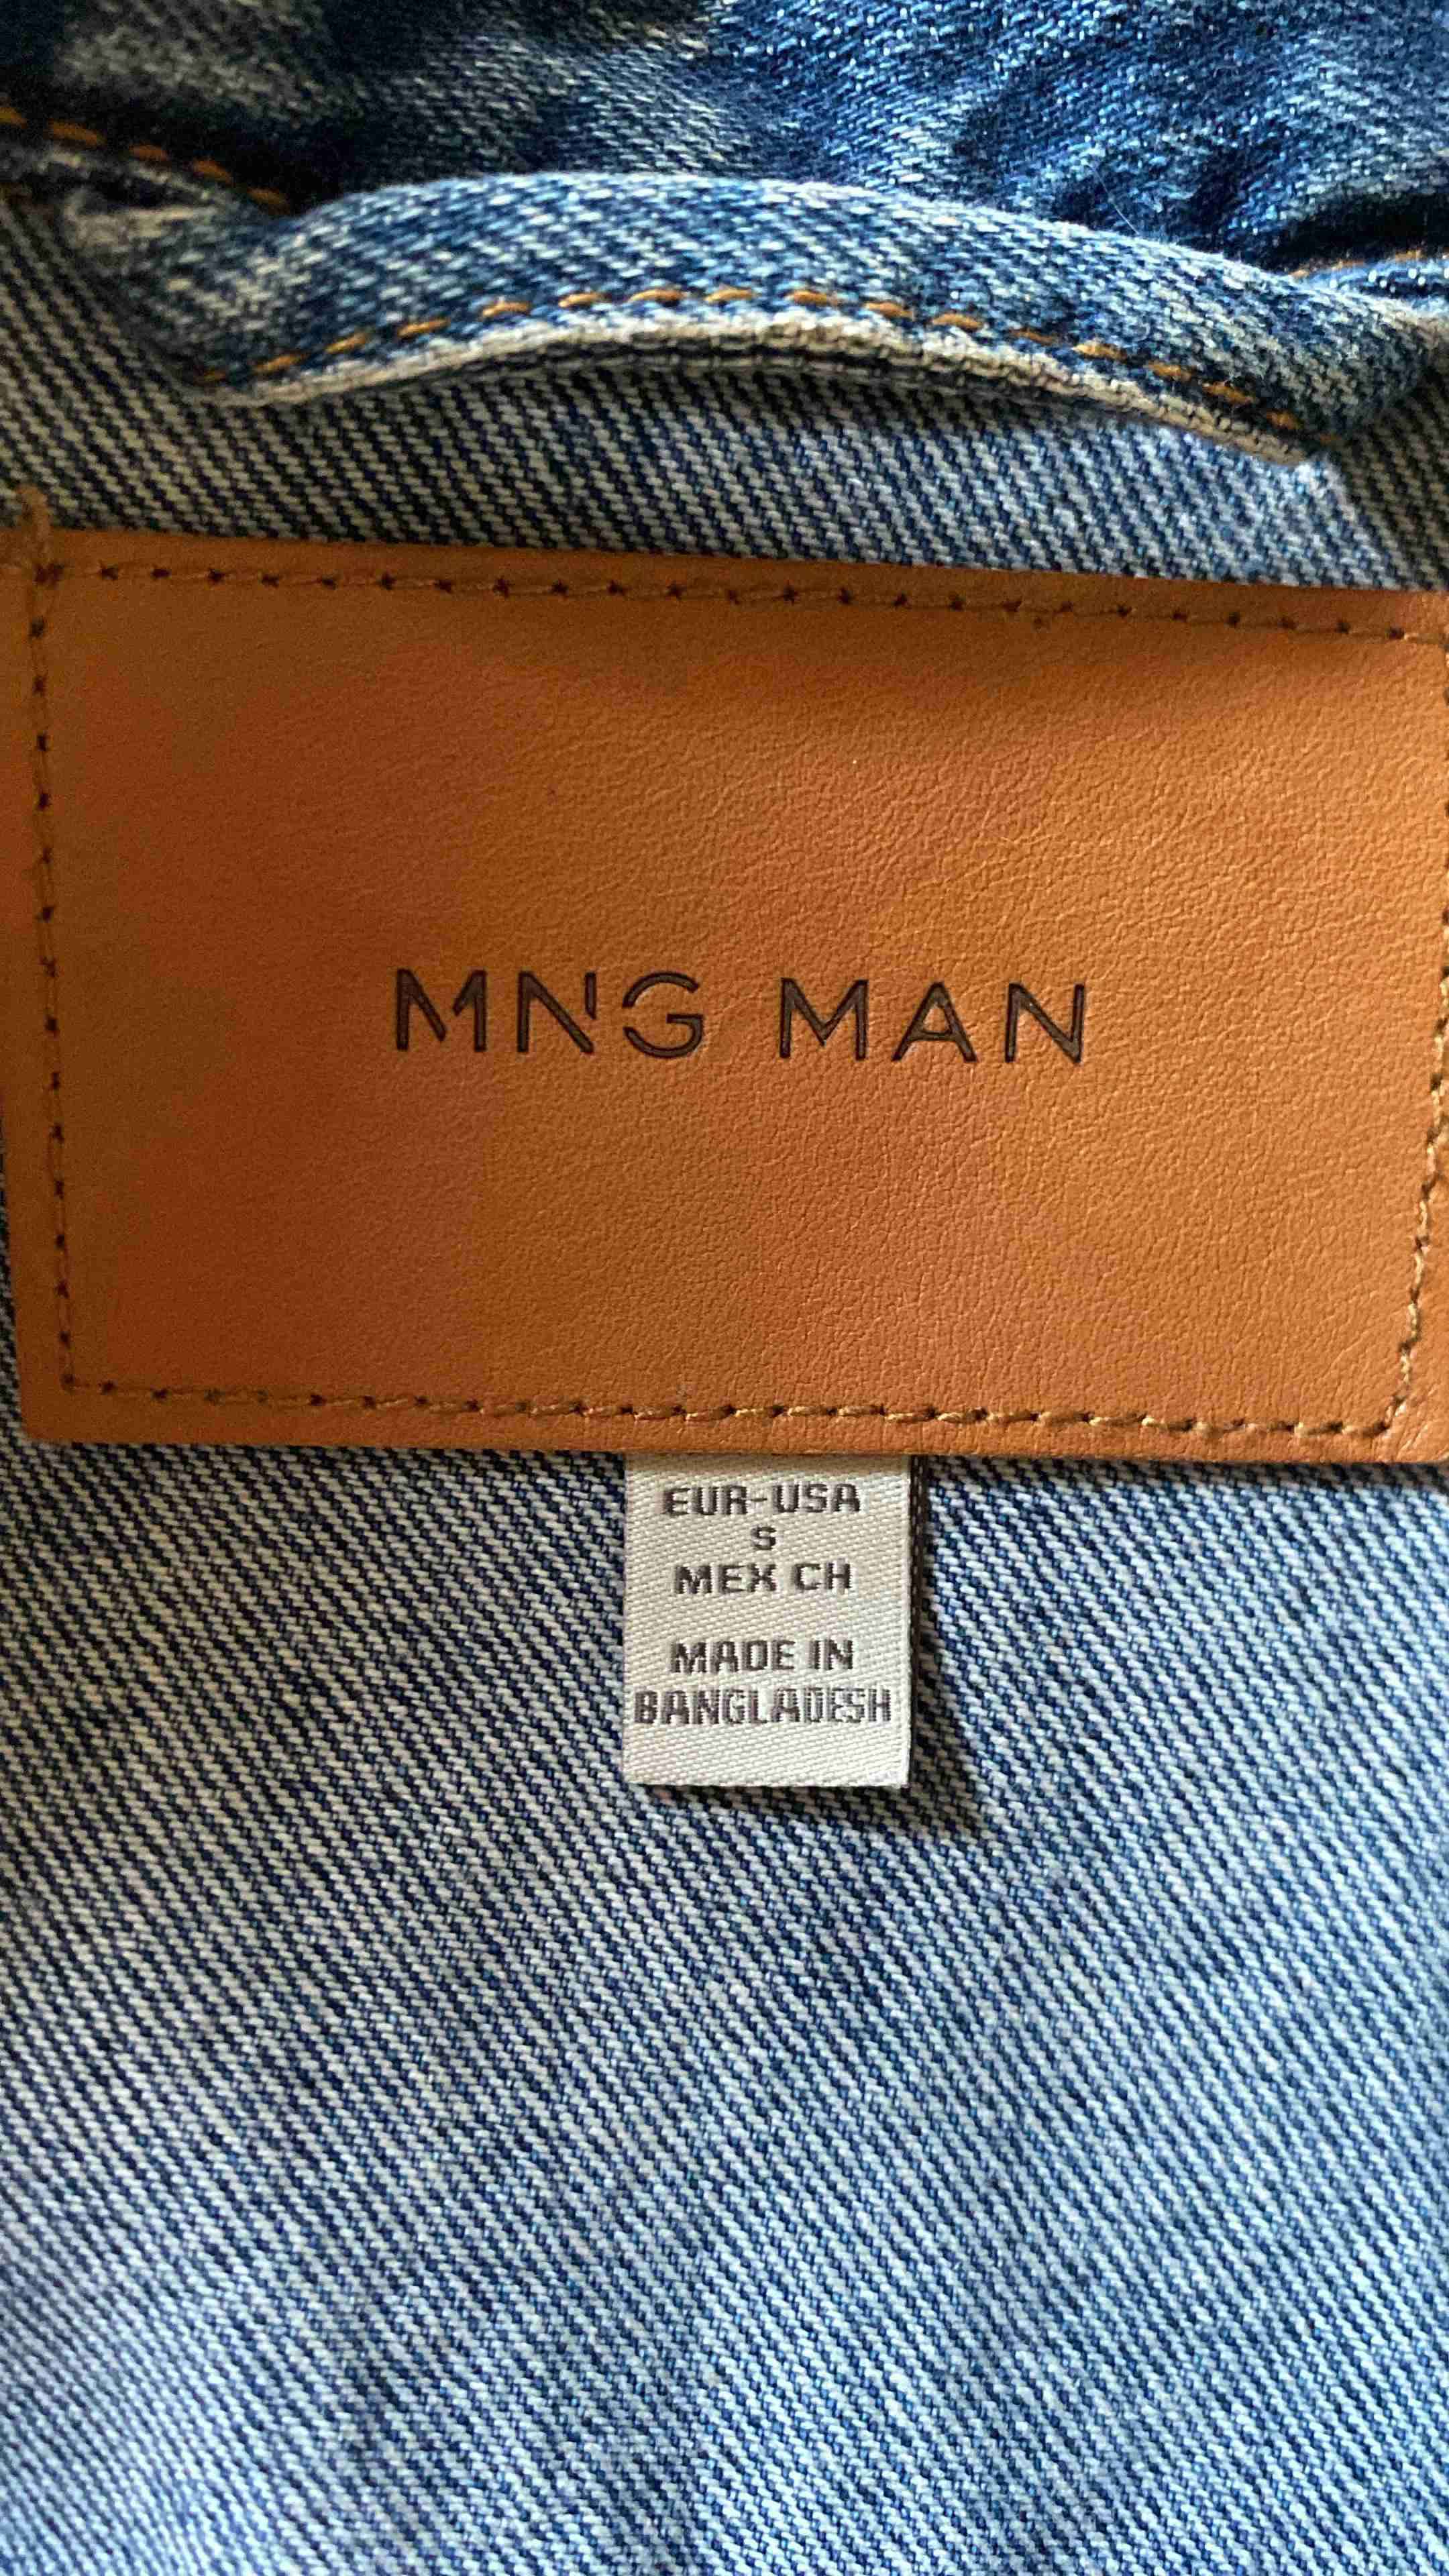 MNG MAN
EUR-USA
S
MEX CH
MADE IN
BANGLADESH